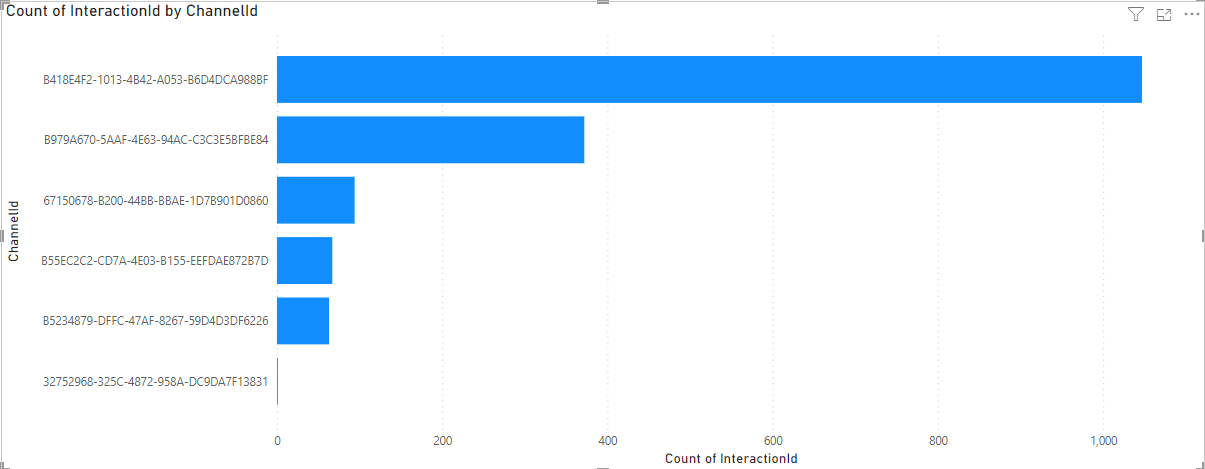 Count of InteractionId by ChannelId
ChannelId
B418E4F2-1013-4B42-A053-B6D4DCA988BF
B979A670-5AAF-4E63-94AC-C3C3E5BFBE84
67150678-B200-44BB-BBAE-1D7B901D0860
B55EC2C2-CD7A-4E03-B155-EEFDAE872B7D
B5234879-DFFC-47AF-8267-59D4D3DF6226
32752968-325C-4872-958A-DC9DA7F13831
0 200 400 600 800 1,000
Count of InteractionId